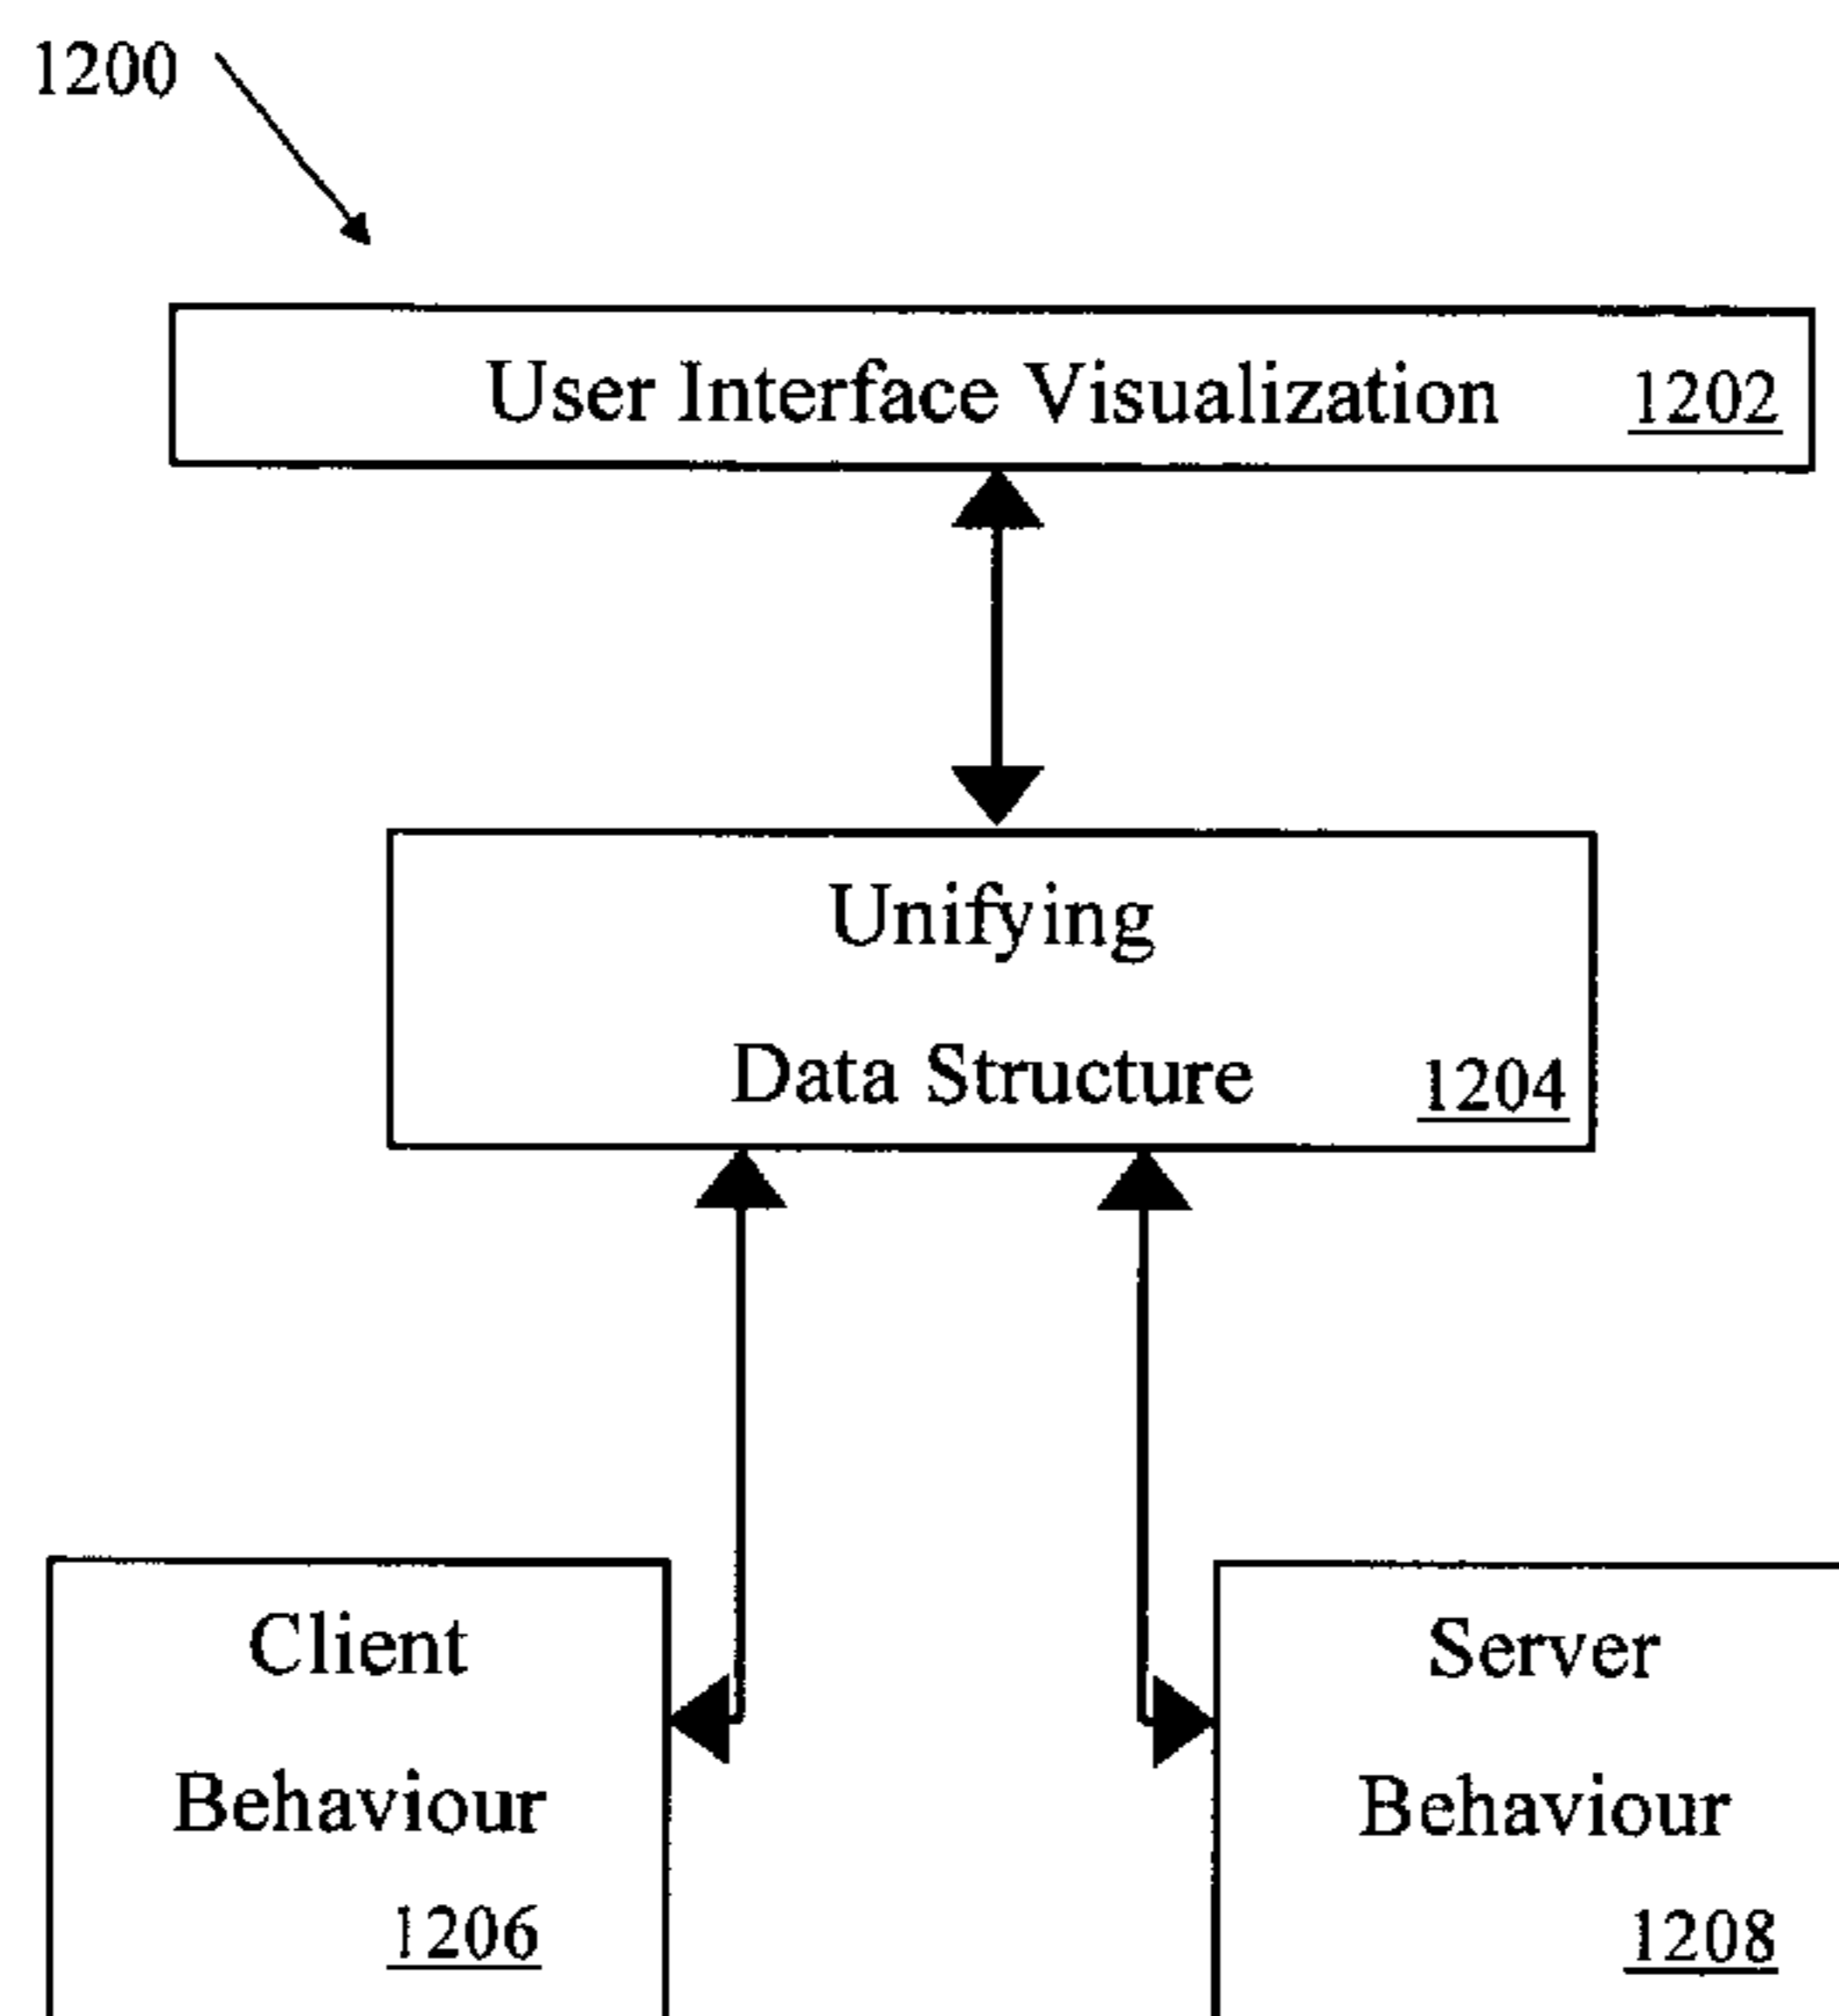 1200
User Interface Visualization 1202
Unifying
Data Structure 1204
Client
Behaviour
1206
Server
Behaviour
1208